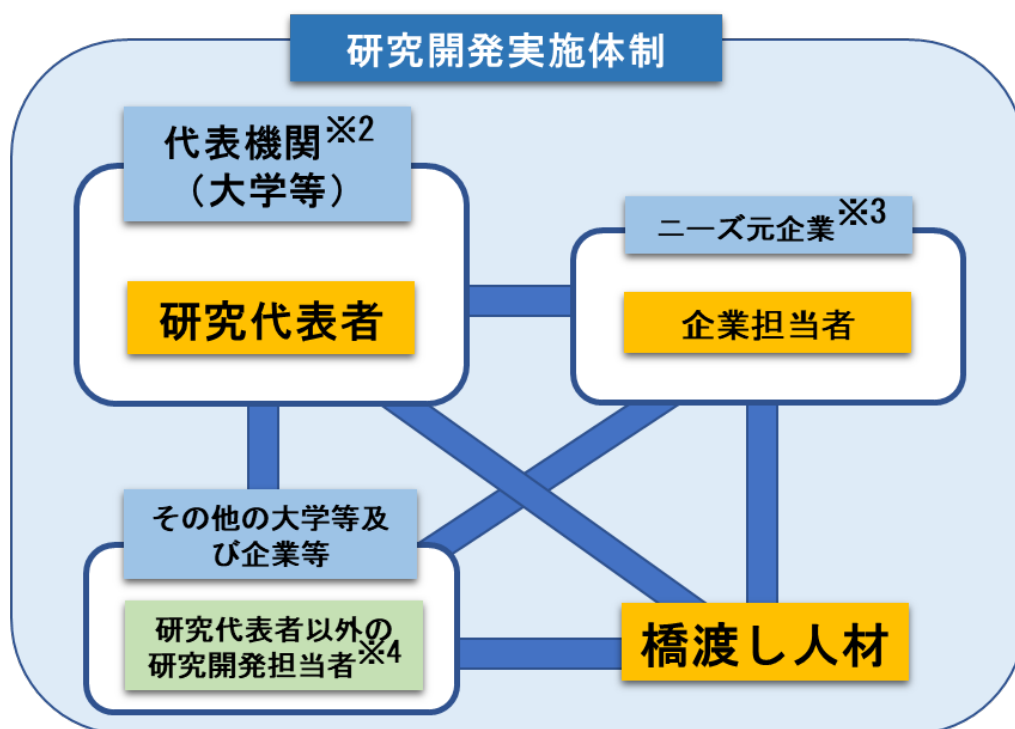 研究開発実施体制
代表機関※2
（大学等）
研究代表者
ニーズ元企業※3
企業担当者
その他の大学等及
び企業等
研究代表者以外の
研究開発担当者※4
橋渡し人材